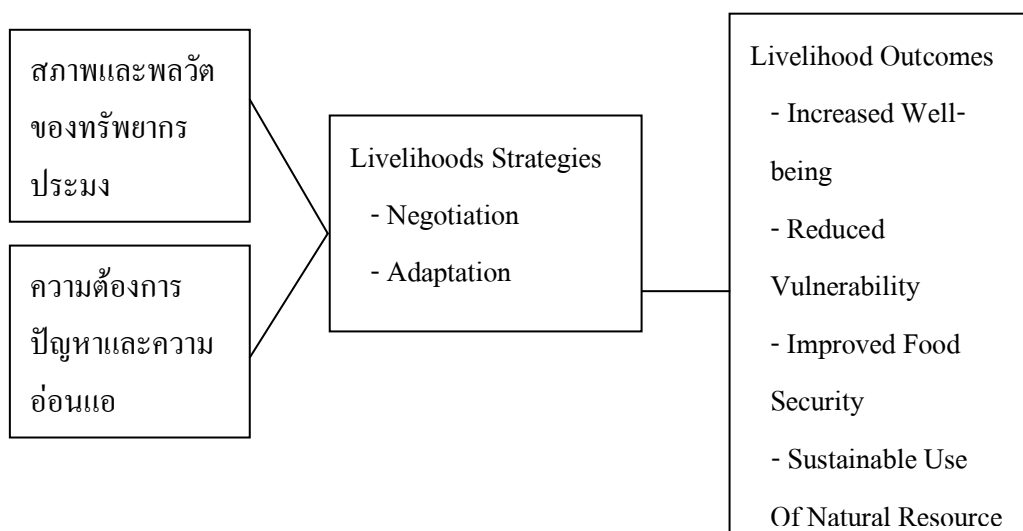 สภาพและพลวัต
ของทรัพยากร
ประมง
ความต้องการ
ปัญหาและความ
อ่อนแอ
Livelihoods Strategies
- Negotiation
- Adaptation
Livelihood Outcomes
- Increased Well-
being
- Reduced
Vulnerability
- Improved Food
Security
- Sustainable Use
Of Natural Resource